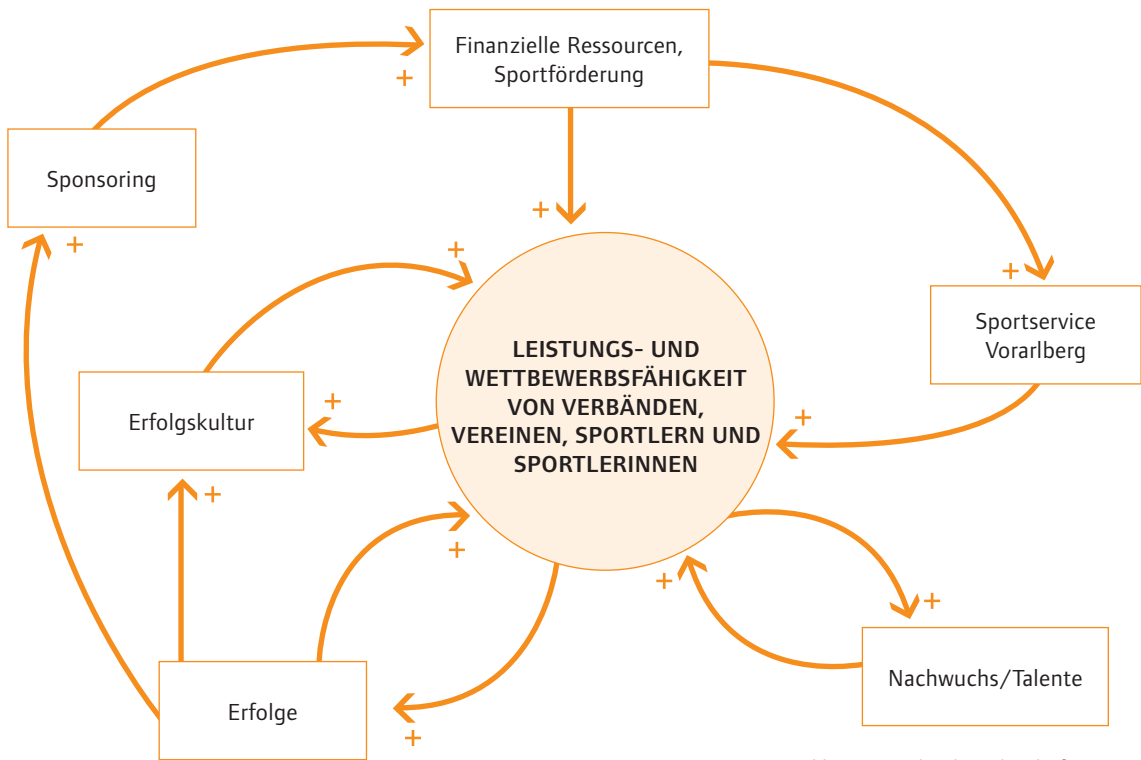 Finanzielle Ressourcen,
Sportförderung
+
Sponsoring
+
+
+
+
Sportservice
Vorarlberg
LEISTUNGS- UND
WETTBEWERBSFÄHIGKEIT
VON VERBÄNDEN,
VEREINEN, SPORTLERN UND
SPORTLERINNEN
Erfolgskultur
+
+
+
+
+
+
Nachwuchs/Talente
Erfolge
+